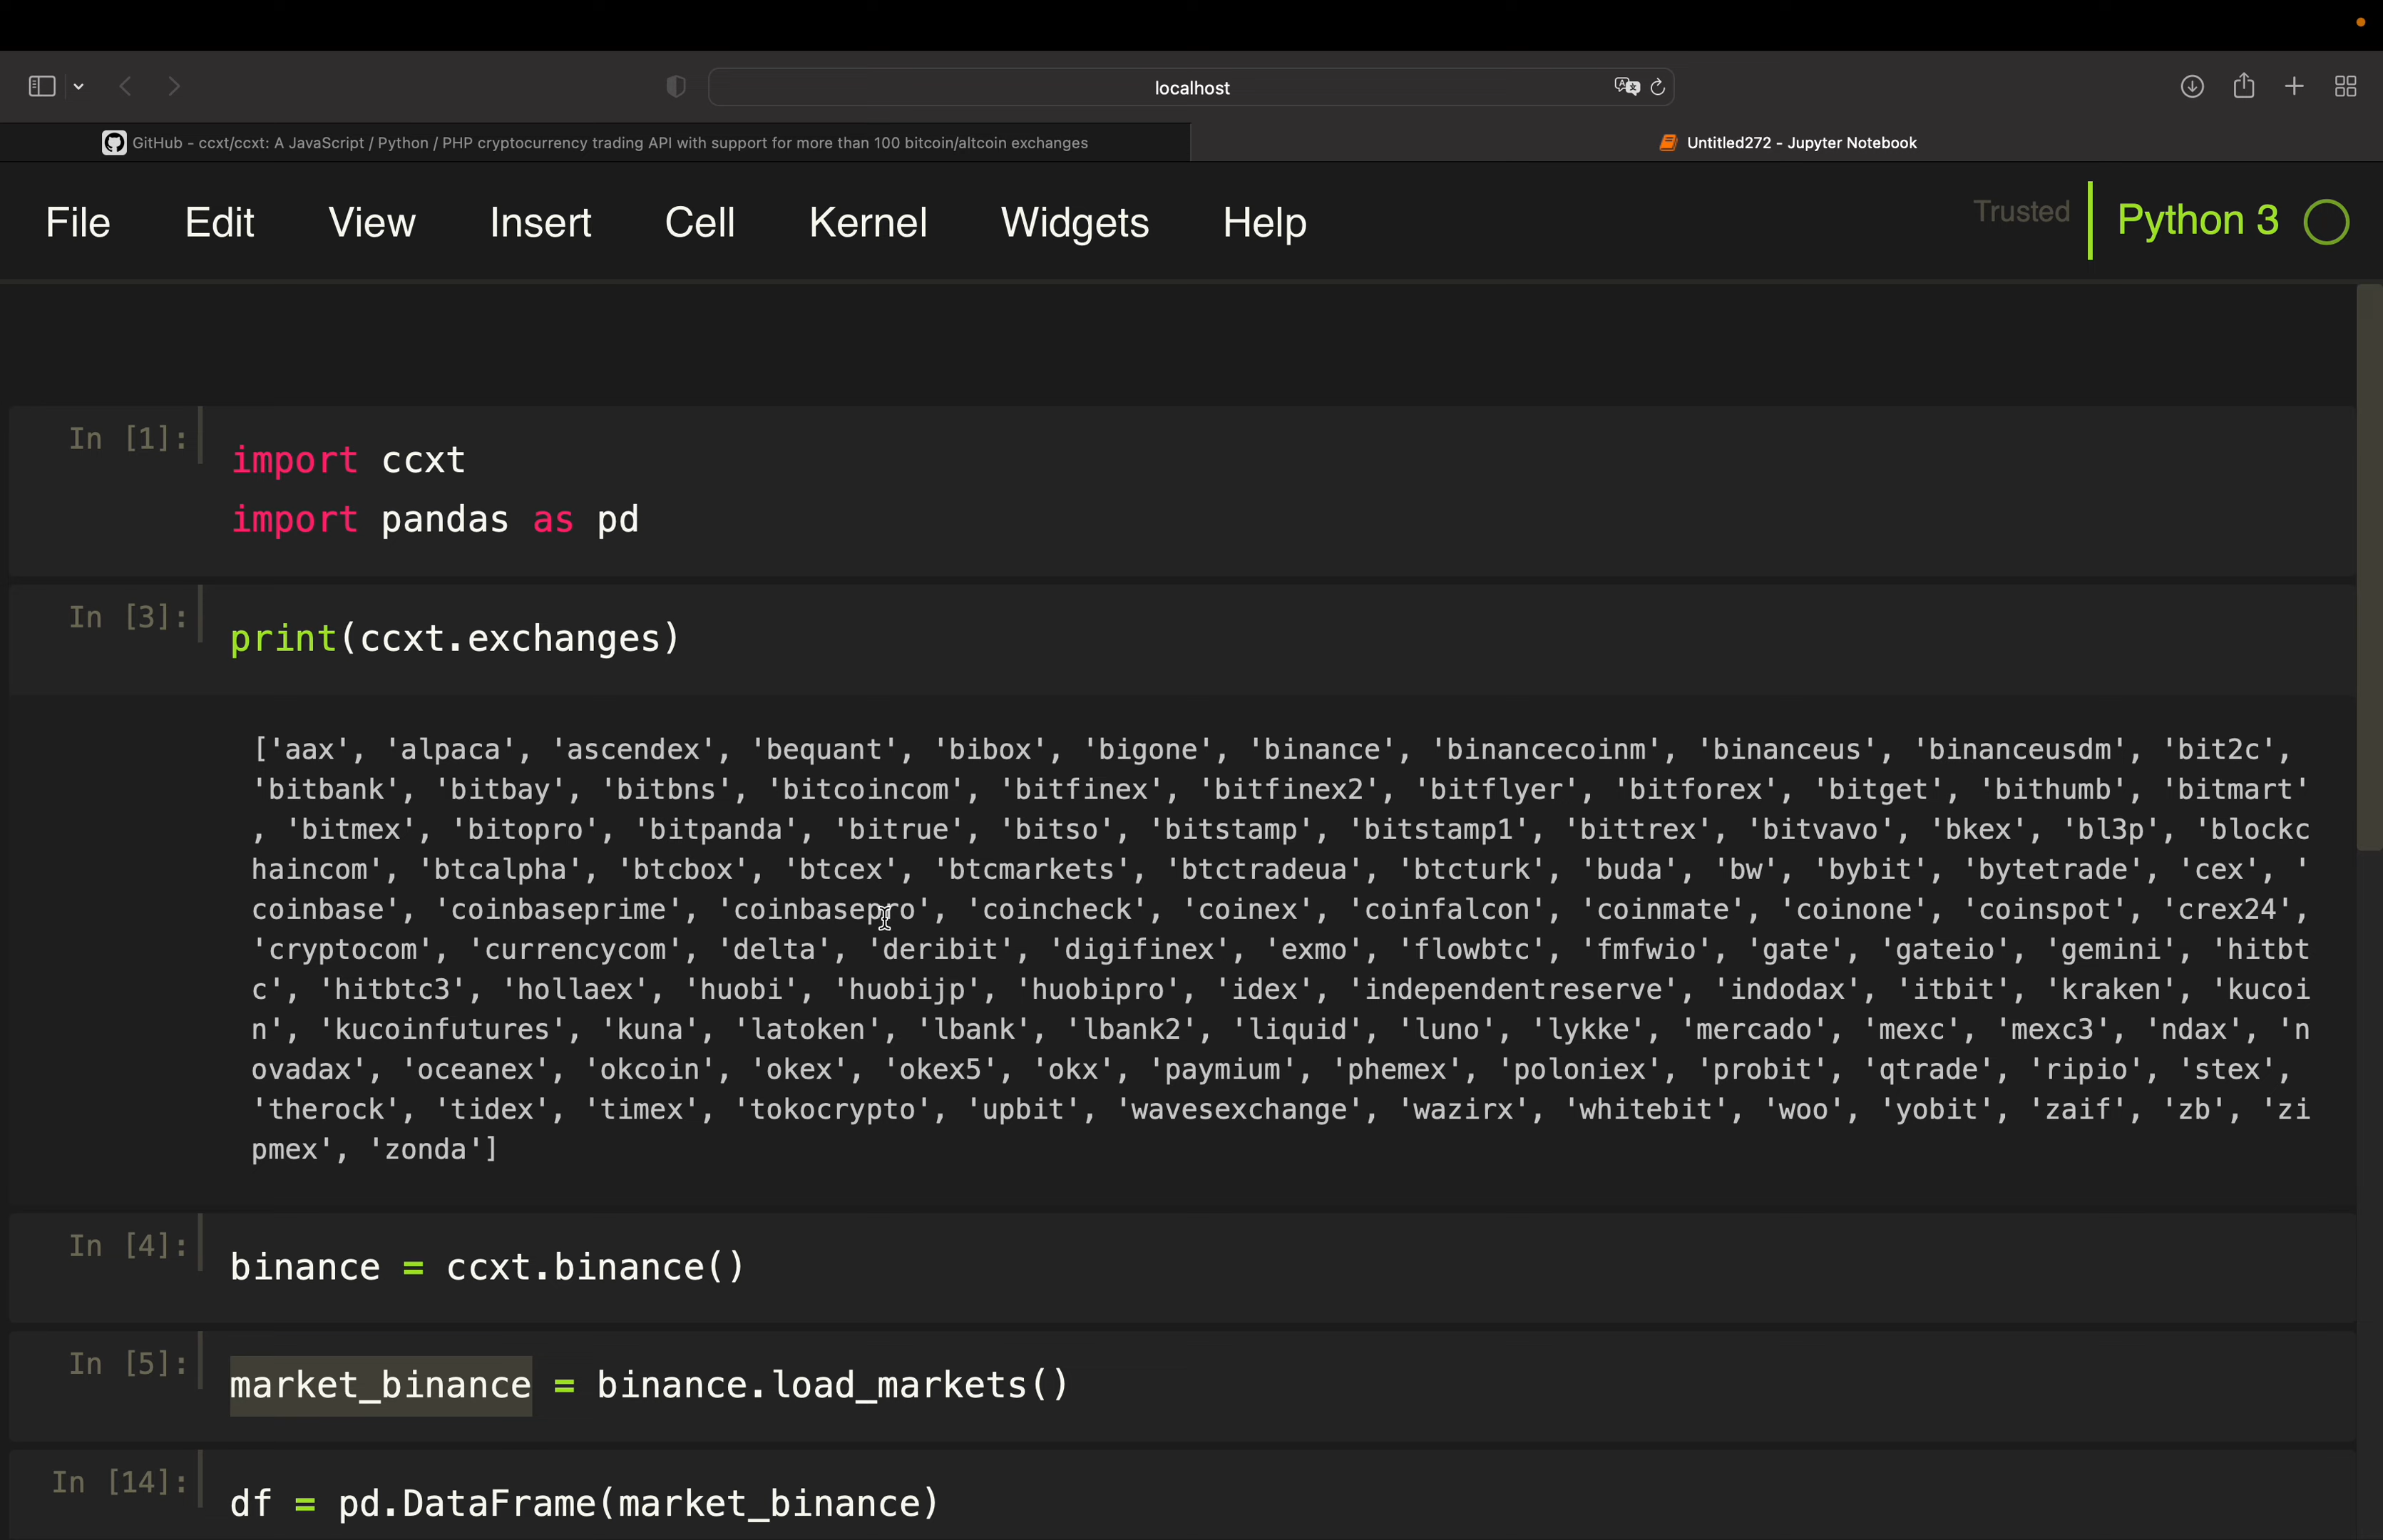 localhost
GitHub - ccxt/ccxt: A JavaScript / Python / PHP cryptocurrency trading API with support for more than 100 bitcoin/altcoin exchanges
Untitled272 - Jupyter Notebook
File Edit View Insert Cell Kernel Widgets Help Trusted Python 3
In [1]: import ccxt
import pandas as pd
In [3]: print(ccxt.exchanges)
['aax', 'alpaca', 'ascendex', 'bequant', 'bibox', 'bigone', 'binance', 'binancecoinm', 'binanceus', 'binanceusdm', 'bit2c',
'bitbank', 'bitbay', 'bitbns', 'bitcoincom', 'bitfinex', 'bitfinex2', 'bitflyer', 'bitforex', 'bitget', 'bithumb', 'bitmart'
, 'bitmex', 'bitopro', 'bitpanda', 'bitrue', 'bitso', 'bitstamp', 'bitstamp1', 'bittrex', 'bitvavo', 'bkex', 'bl3p', 'blockc
haincom', 'btcalpha', 'btcbox', 'btcex', 'btcmarkets', 'btctradeua', 'btcturk', 'buda', 'bw', 'bybit', 'bytetrade', 'cex', '
coinbase', 'coinbaseprime', 'coinbasepro', 'coincheck', 'coinex', 'coinfalcon', 'coinmate', 'coinone', 'coinspot', 'crex24',
'cryptocom', 'currencycom', 'delta', 'deribit', 'digifinex', 'exmo', 'flowbtc', 'fmfwio', 'gate', 'gateio', 'gemini', 'hitbt
c', 'hitbtc3', 'hollaex', 'huobi', 'huobijp', 'huobipro', 'idex', 'independentreserve', 'indodax', 'itbit', 'kraken', 'kucoi
n', 'kucoinfutures', 'kuna', 'latoken', 'lbank', 'lbank2', 'liquid', 'luno', 'lykke', 'mercado', 'mexc', 'mexc3', 'ndax', 'n
ovadax', 'oceanex', 'okcoin', 'okex', 'okex5', 'okx', 'paymium', 'phemex', 'poloniex', 'probit', 'qtrade', 'ripio', 'stex',
'therock', 'tidex', 'timex', 'tokocrypto', 'upbit', 'wavesexchange', 'wazirx', 'whitebit', 'woo', 'yobit', 'zaif', 'zb', 'zi
pmex', 'zonda']
In [4]: binance = ccxt.binance()
In [5]: market_binance = binance.load_markets()
In [14]: df = pd.DataFrame(market_binance)